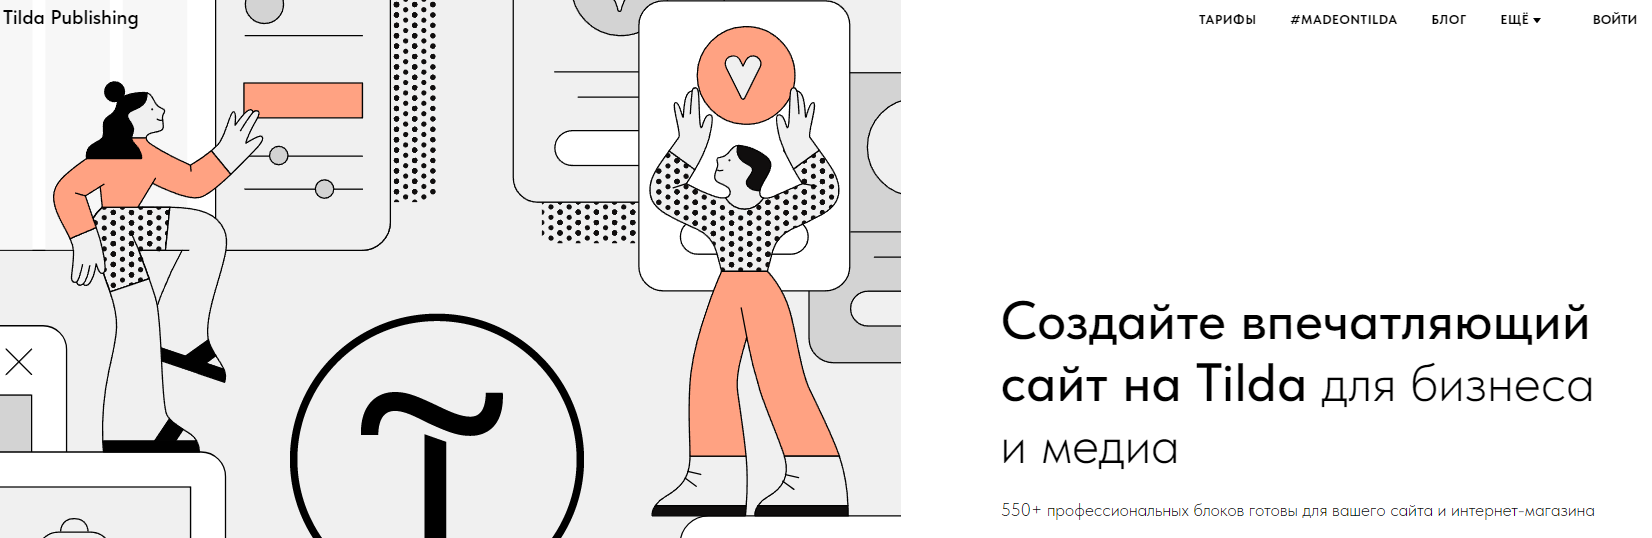 Tilda Publishing
ТАРИФЫ #MADEONTILDA БЛОГ ЕЩЁ ВОЙТИ
Создайте впечатляющий
сайт на Tilda для бизнеса
и медиа
550+ профессиональных блоков готовы для вашего сайта и интернет-магазина